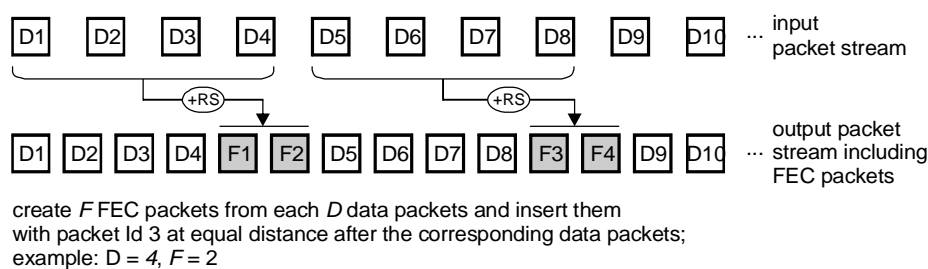 D1 D2 D3 D4 D5 D6 D7 D8 D9 D10 ... input
packet stream
+RS +RS
output packet
D1 D2 D3 D4 F1 F2 D5 D6 D7 D8 F3 F4 D9 D10 ... stream including
FEC packets
create F FEC packets from each D data packets and insert them
with packet Id 3 at equal distance after the corresponding data packets;
example: D = 4, F = 2